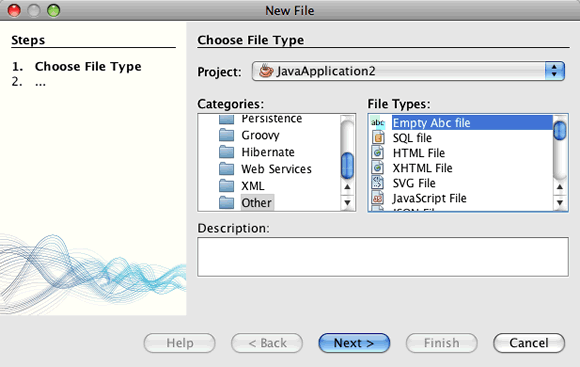 New File
Steps
1. Choose File Type
2. ...
Choose File Type
Project: JavaApplication2
Categories:
Persistence
Groovy
Hibernate
Web Services
XML
Other
File Types:
abc Empty Abc file
SQL file
HTML File
XHTML File
SVG File
JavaScript File
JSON File
Description:
Help < Back Next > Finish Cancel